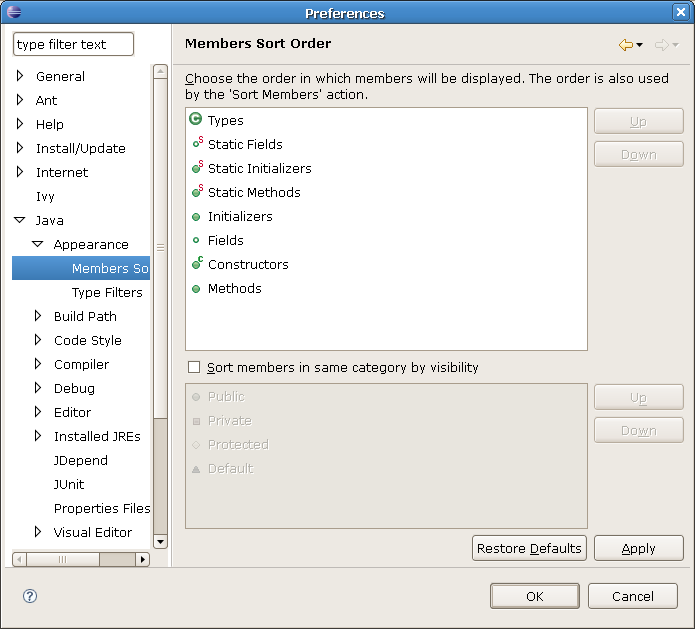 Preferences
type filter text
General
Ant
Help
Install/Update
Internet
Ivy
Java
Appearance
Members So
Type Filters
Build Path
Code Style
Compiler
Debug
Editor
Installed JREs
JDepend
JUnit
Properties Files
Visual Editor
Members Sort Order
Choose the order in which members will be displayed. The order is also used
by the 'Sort Members' action.
C Types
S Static Fields
S Static Initializers
S Static Methods
Initializers
Fields
C Constructors
Methods
Up
Down
Sort members in same category by visibility
Public
Private
Protected
Default
Up
Down
Restore Defaults
Apply
?
OK
Cancel